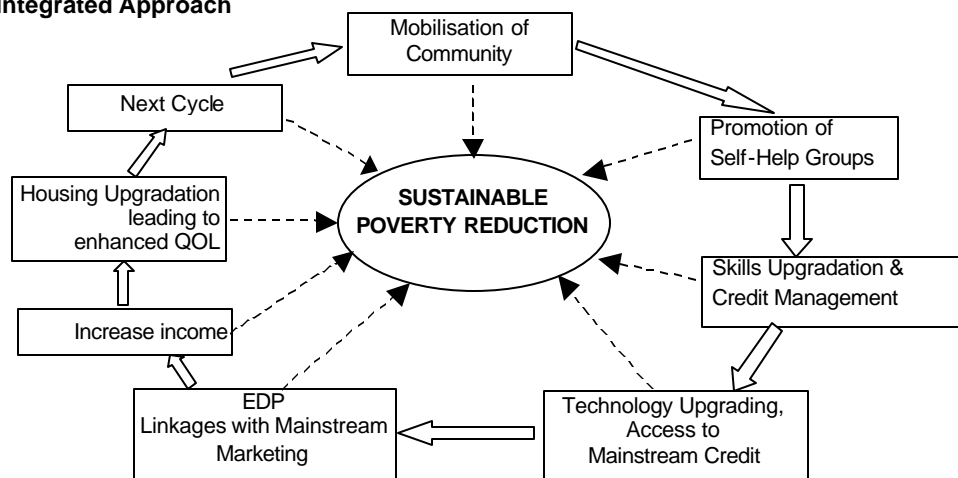 Integrated Approach
Mobilisation of
Community
Next Cycle
Promotion of
Self-Help Groups
Housing Upgradation
leading to
enhanced QOL
SUSTAINABLE
POVERTY REDUCTION
Skills Upgradation &
Credit Management
Increase income
EDP
Linkages with Mainstream
Marketing
Technology Upgrading,
Access to
Mainstream Credit